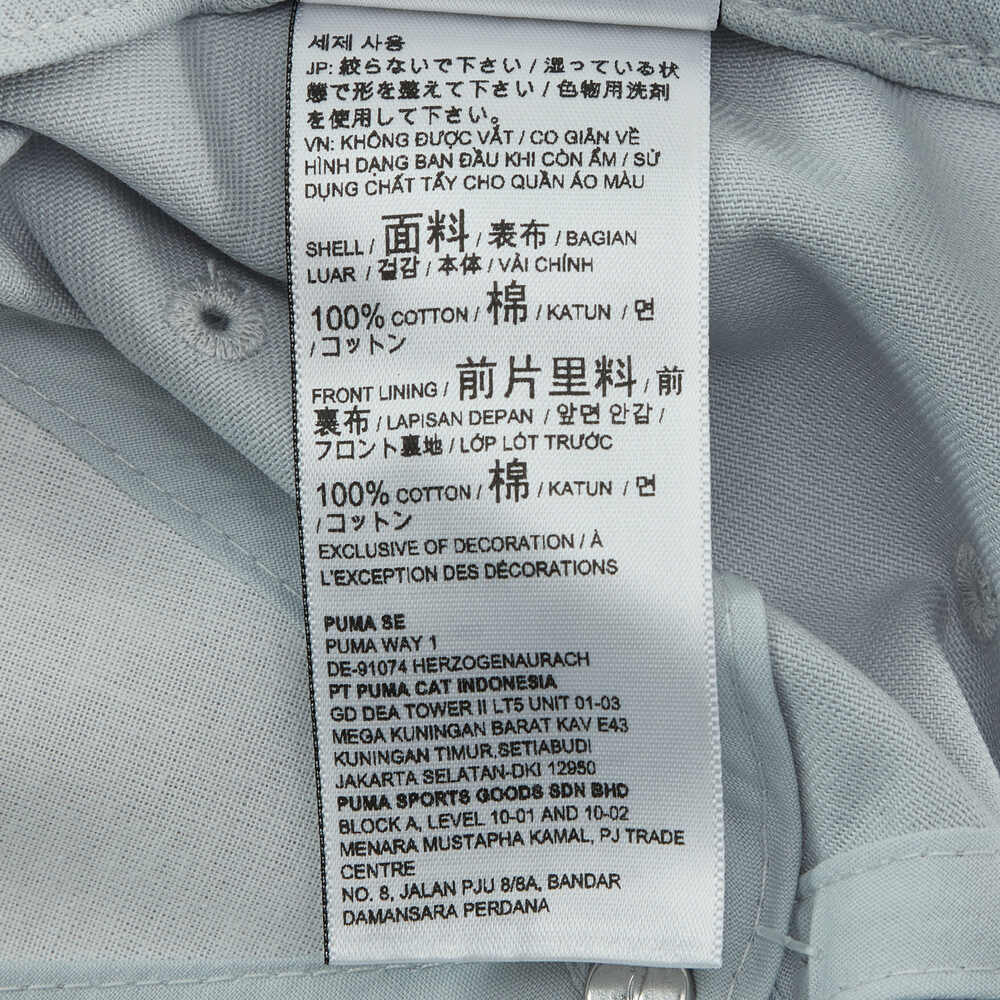 세제 사용
JP: 絞らないで下さい / 湿っている状
態で形を整えて下さい / 色物用洗剤
を使用して下さい。
VN: KHÔNG ĐƯỢC VẮT / CO GIÃN VỀ
HÌNH DẠNG BAN ĐẦU KHI CÒN ẨM / SỬ
DỤNG CHẤT TẨY CHO QUẦN ÁO MÀU
SHELL / 面料 / 表布 / BAGIAN
LUAR / 겉감 / 本体 / VẢI CHÍNH
100% COTTON / 棉 / KATUN / 면
/ コットン
FRONT LINING / 前片里料 / 前
裏布 / LAPISAN DEPAN / 앞면 안감 /
フロント裏地 / LỚP LÓT TRƯỚC
100% COTTON / 棉 / KATUN / 면
/ コットン
EXCLUSIVE OF DECORATION / À
L'EXCEPTION DES DÉCORATIONS
PUMA SE
PUMA WAY 1
DE-91074 HERZOGENAURACH
PT PUMA CAT INDONESIA
GD DEA TOWER II LT5 UNIT 01-03
MEGA KUNINGAN BARAT KAV E43
KUNINGAN TIMUR,SETIABUDI
JAKARTA SELATAN-DKI 12950
PUMA SPORTS GOODS SDN BHD
BLOCK A, LEVEL 10-01 AND 10-02
MENARA MUSTAPHA KAMAL, PJ TRADE
CENTRE
NO. 8, JALAN PJU 8/8A, BANDAR
DAMANSARA PERDANA